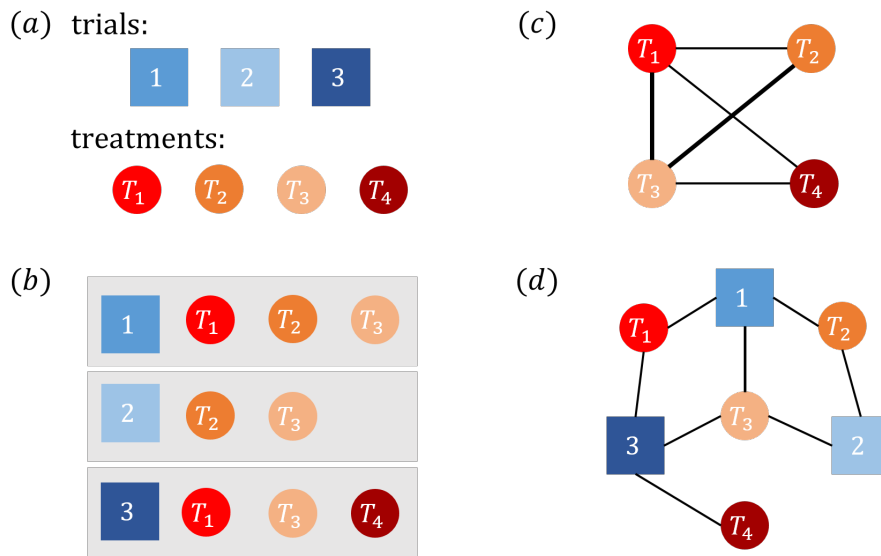 (a) trials:
1 2 3
treatments:
T₁ T₂ T₃ T₄
(b)
1 T₁ T₂ T₃
2 T₂ T₃
3 T₁ T₃ T₄
(c)
T₁ T₂
T₃ T₄
(d)
1
T₁ T₂
T₃
3 2
T₄